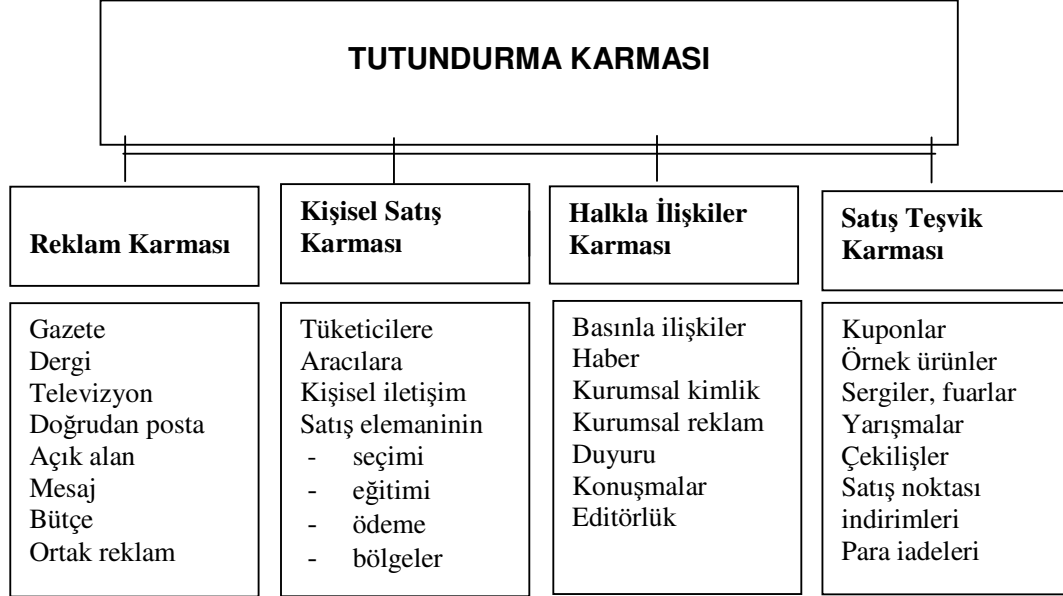 TUTUNDURMA KARMASI
Reklam Karması
Gazete
Dergi
Televizyon
Doğrudan posta
Açık alan
Mesaj
Bütçe
Ortak reklam
Kişisel Satış
Karması
Tüketicilere
Aracılara
Kişisel iletişim
Satış elemaninin
- seçimi
- eğitimi
- ödeme
- bölgeler
Halkla İlişkiler
Karması
Basınla ilişkiler
Haber
Kurumsal kimlik
Kurumsal reklam
Duyuru
Konuşmalar
Editörlük
Satış Teşvik
Karması
Kuponlar
Örnek ürünler
Sergiler, fuarlar
Yarışmalar
Çekilişler
Satış noktası
indirimleri
Para iadeleri